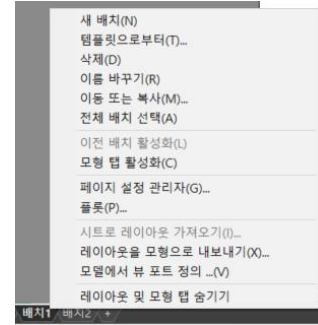 새 배치(N)
템플릿으로부터(T)...
삭제(D)
이름 바꾸기(R)
이동 또는 복사(M)...
전체 배치 선택(A)
이전 배치 활성화(L)
모형 탭 활성화(C)
페이지 설정 관리자(G)...
플롯(P)...
시트로 레이아웃 가져오기(I)...
레이아웃을 모형으로 내보내기(X)...
모델에서 뷰 포트 정의 ...(V)
레이아웃 및 모형 탭 숨기기
배치1 배치2 +